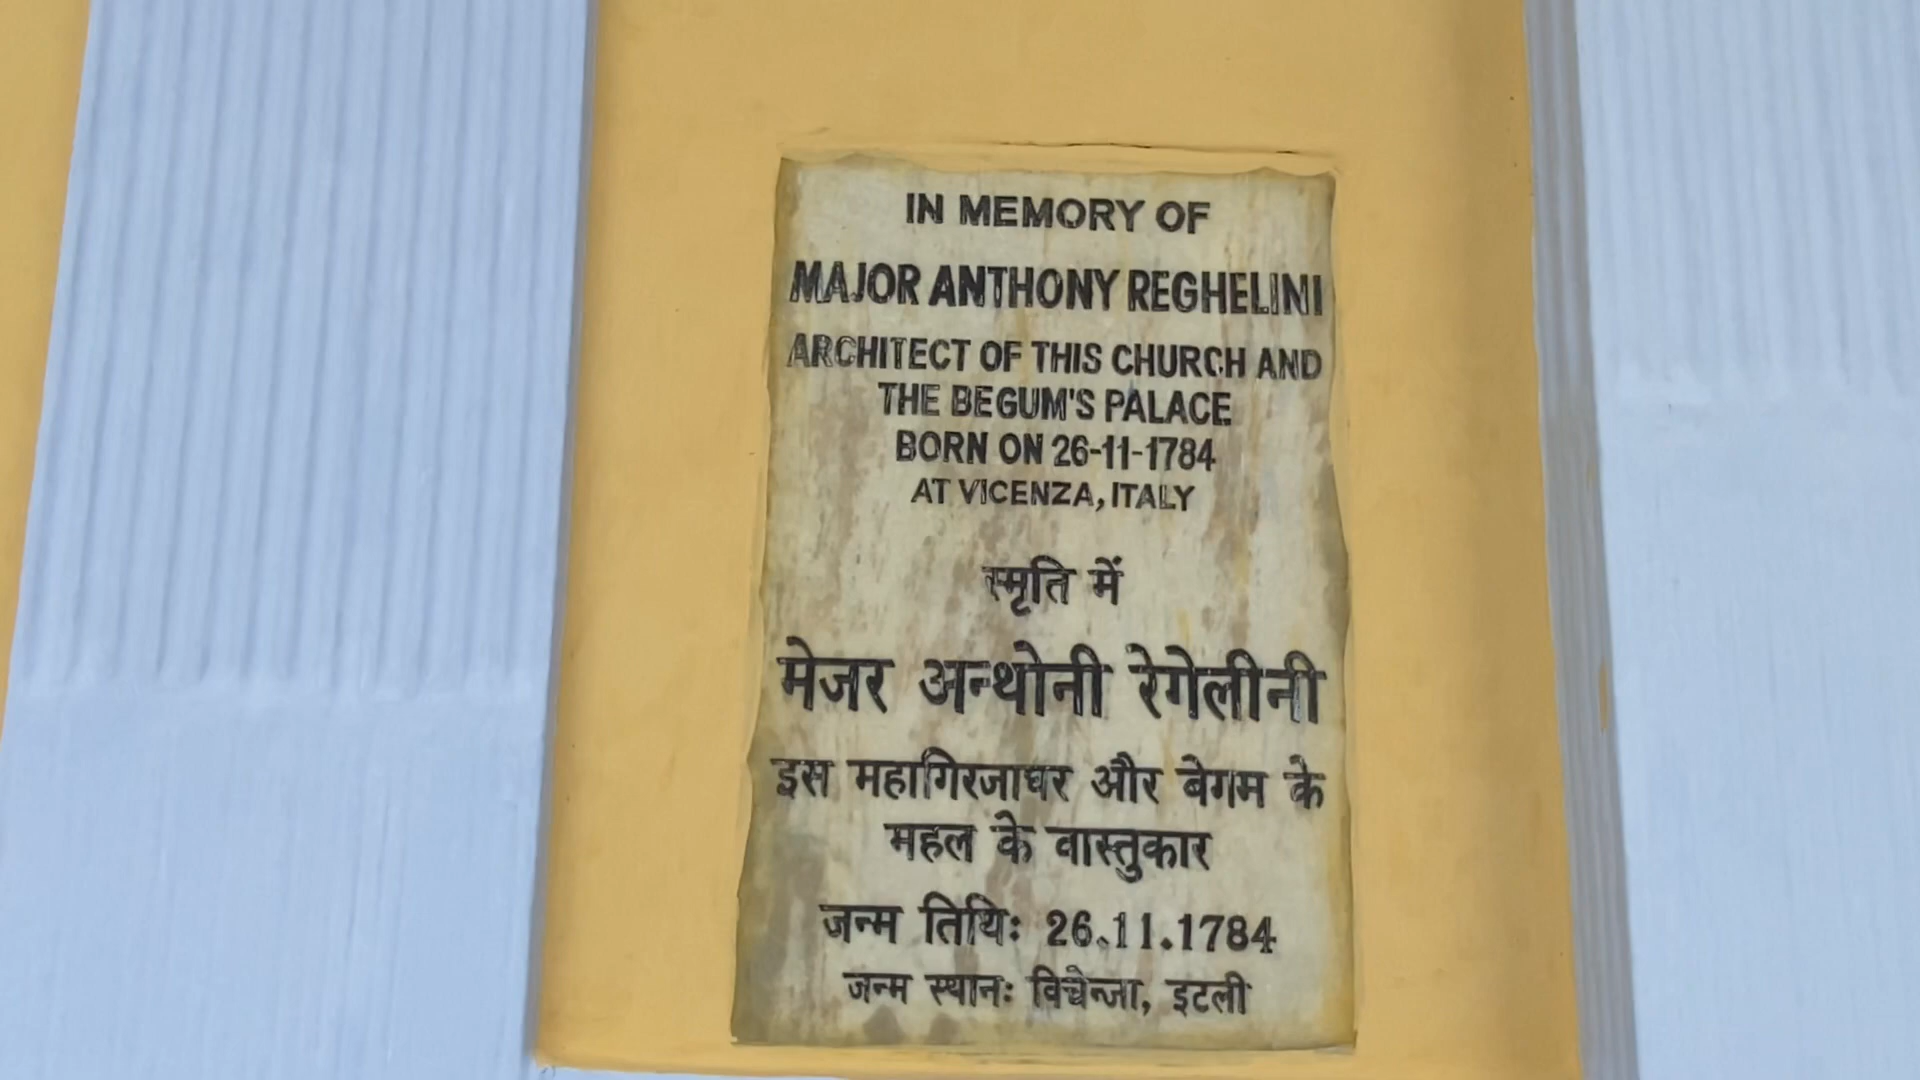 IN MEMORY OF
MAJOR ANTHONY REGHELINI
ARCHITECT OF THIS CHURCH AND
THE BEGUM'S PALACE
BORN ON 26-11-1784
AT VICENZA, ITALY
स्मृति में
मेजर अन्थोनी रेगेलीनी
इस महागिरजाघर और बेगम के
महल के वास्तुकार
जन्म तिथिः 26.11.1784
जन्म स्थानः विचेन्जा, इटली